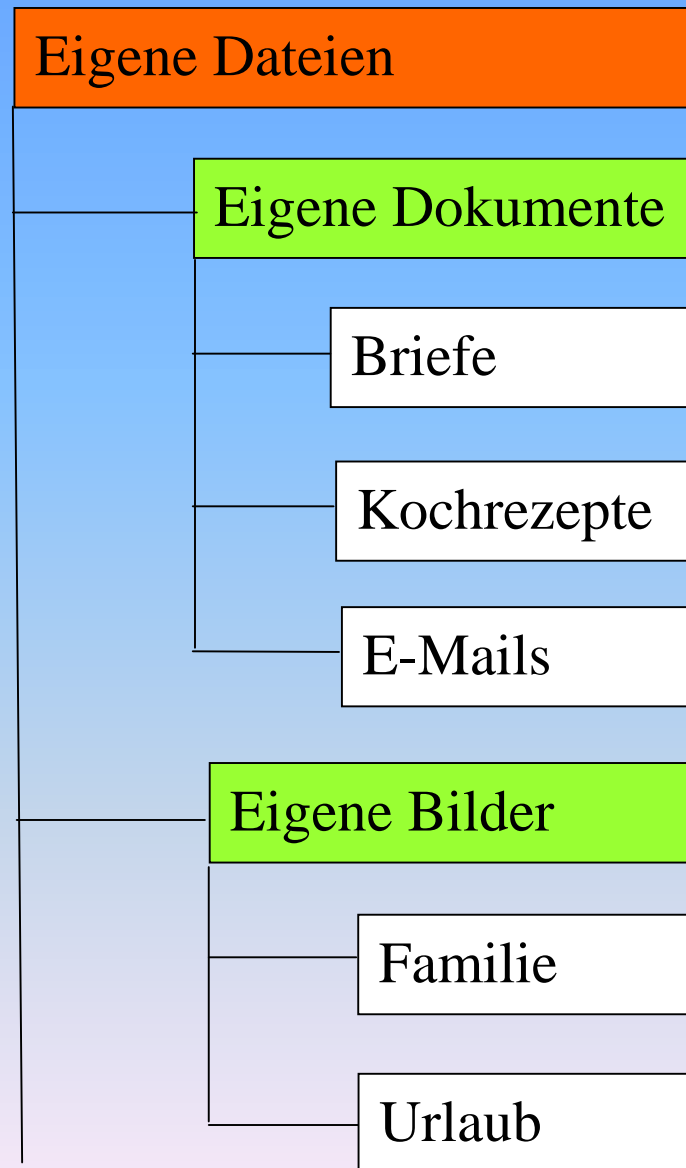 Eigene Dateien
Eigene Dokumente
Briefe
Kochrezepte
E-Mails
Eigene Bilder
Familie
Urlaub